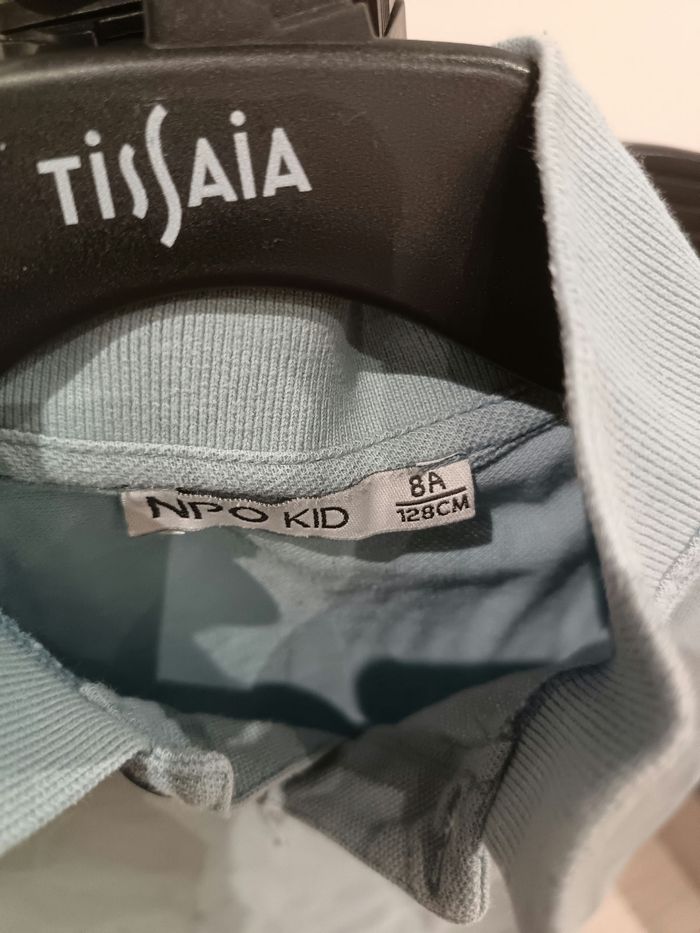 TiSSAiA
NPO KID
8A
128CM